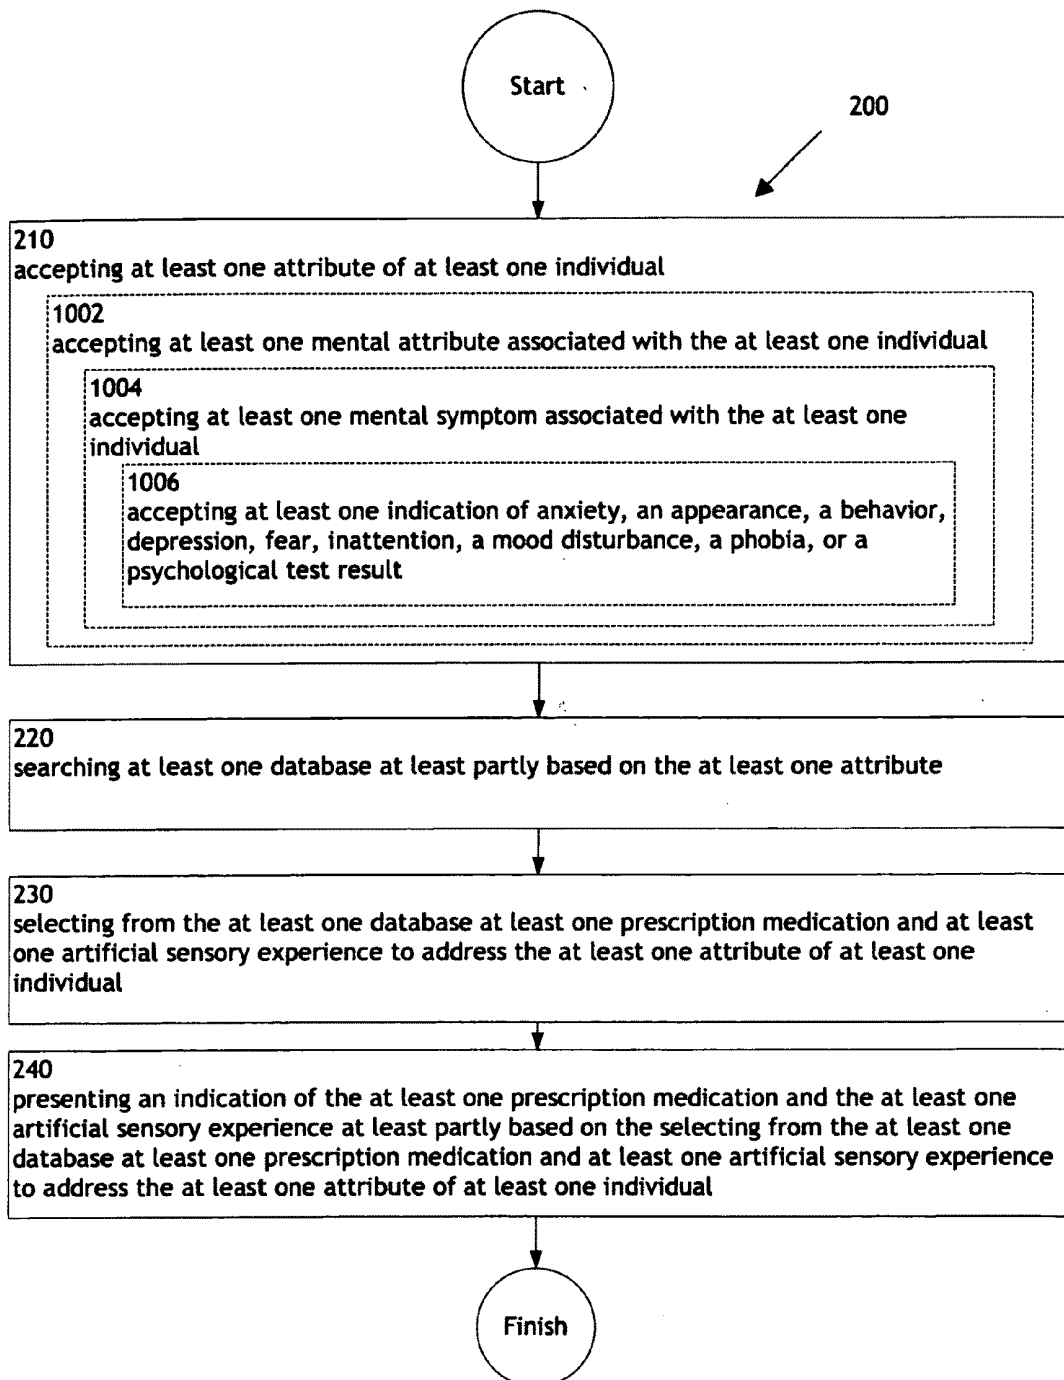 Start
200
210
accepting at least one attribute of at least one individual
1002
accepting at least one mental attribute associated with the at least one individual
1004
accepting at least one mental symptom associated with the at least one
individual
1006
accepting at least one indication of anxiety, an appearance, a behavior,
depression, fear, inattention, a mood disturbance, a phobia, or a
psychological test result
220
searching at least one database at least partly based on the at least one attribute
230
selecting from the at least one database at least one prescription medication and at least
one artificial sensory experience to address the at least one attribute of at least one
individual
240
presenting an indication of the at least one prescription medication and the at least one
artificial sensory experience at least partly based on the selecting from the at least one
database at least one prescription medication and at least one artificial sensory experience
to address the at least one attribute of at least one individual
Finish